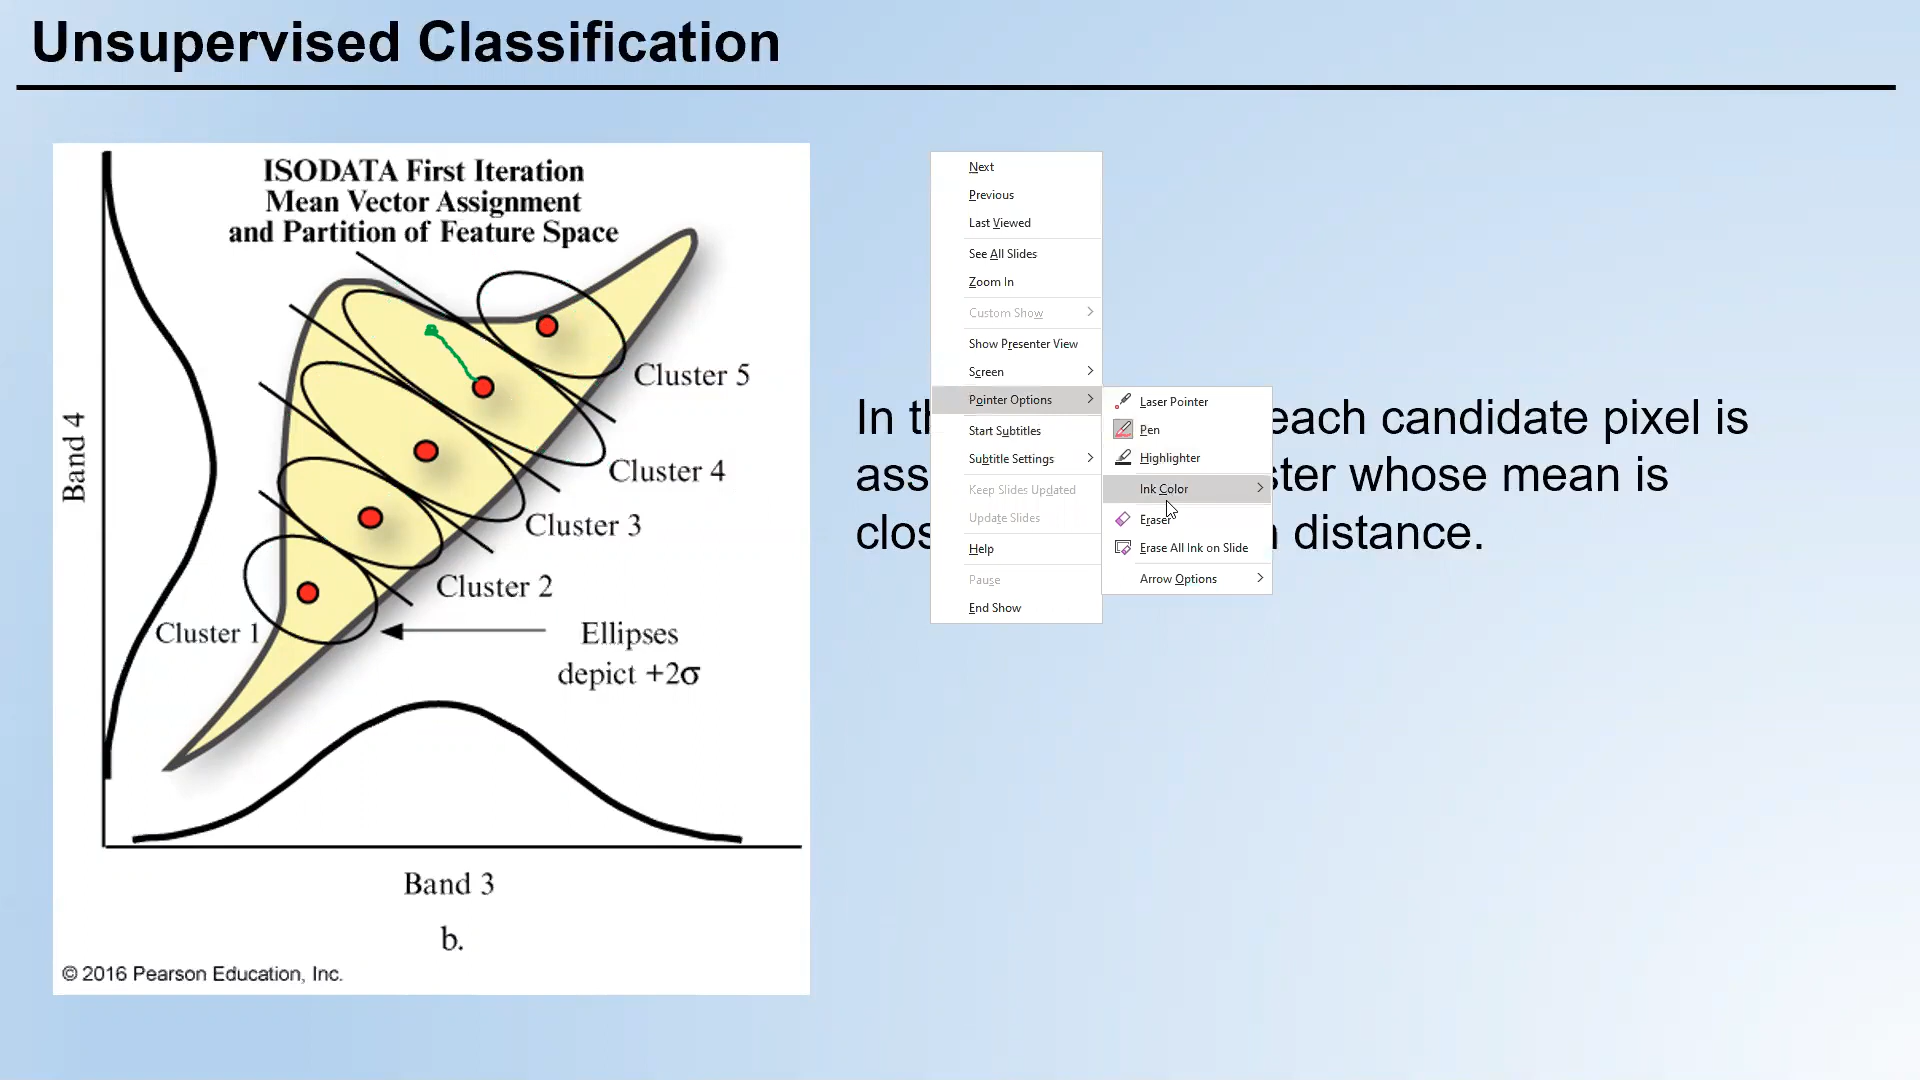 Unsupervised Classification
ISODATA First Iteration
Mean Vector Assignment
and Partition of Feature Space
Band 4
Cluster 5
Cluster 4
Cluster 3
Cluster 2
Cluster 1
Ellipses
depict +2σ
Band 3
b.
© 2016 Pearson Education, Inc.
Next
Previous
Last Viewed
See All Slides
Zoom In
Custom Show
Show Presenter View
Screen
Pointer Options
Start Subtitles
Subtitle Settings
Keep Slides Updated
Update Slides
Help
Pause
End Show
Laser Pointer
Pen
Highlighter
Ink Color
Eraser
Erase All Ink on Slide
Arrow Options
In each candidate pixel is
whose mean is
distance.